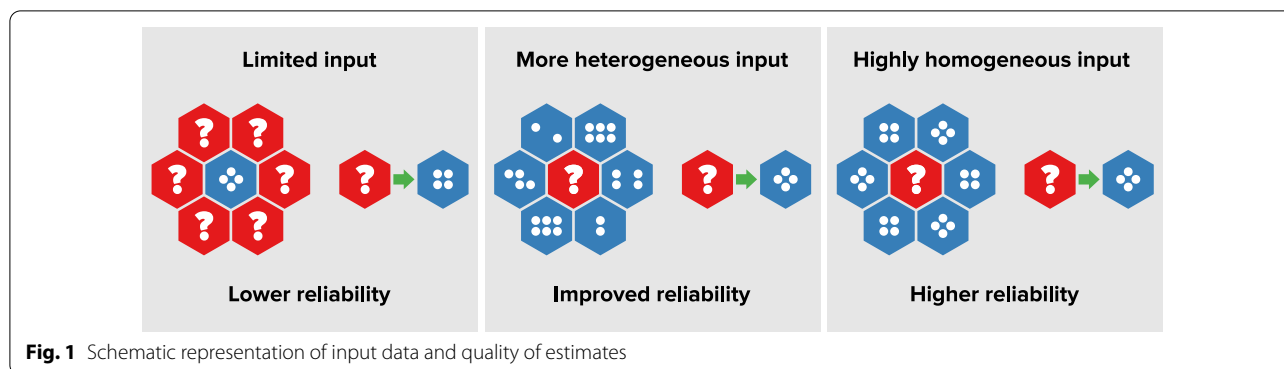 Limited input
More heterogeneous input
Highly homogeneous input
? ?
? ? ?
? ?
?
?
?
?
Lower reliability
Improved reliability
Higher reliability
Fig. 1 Schematic representation of input data and quality of estimates